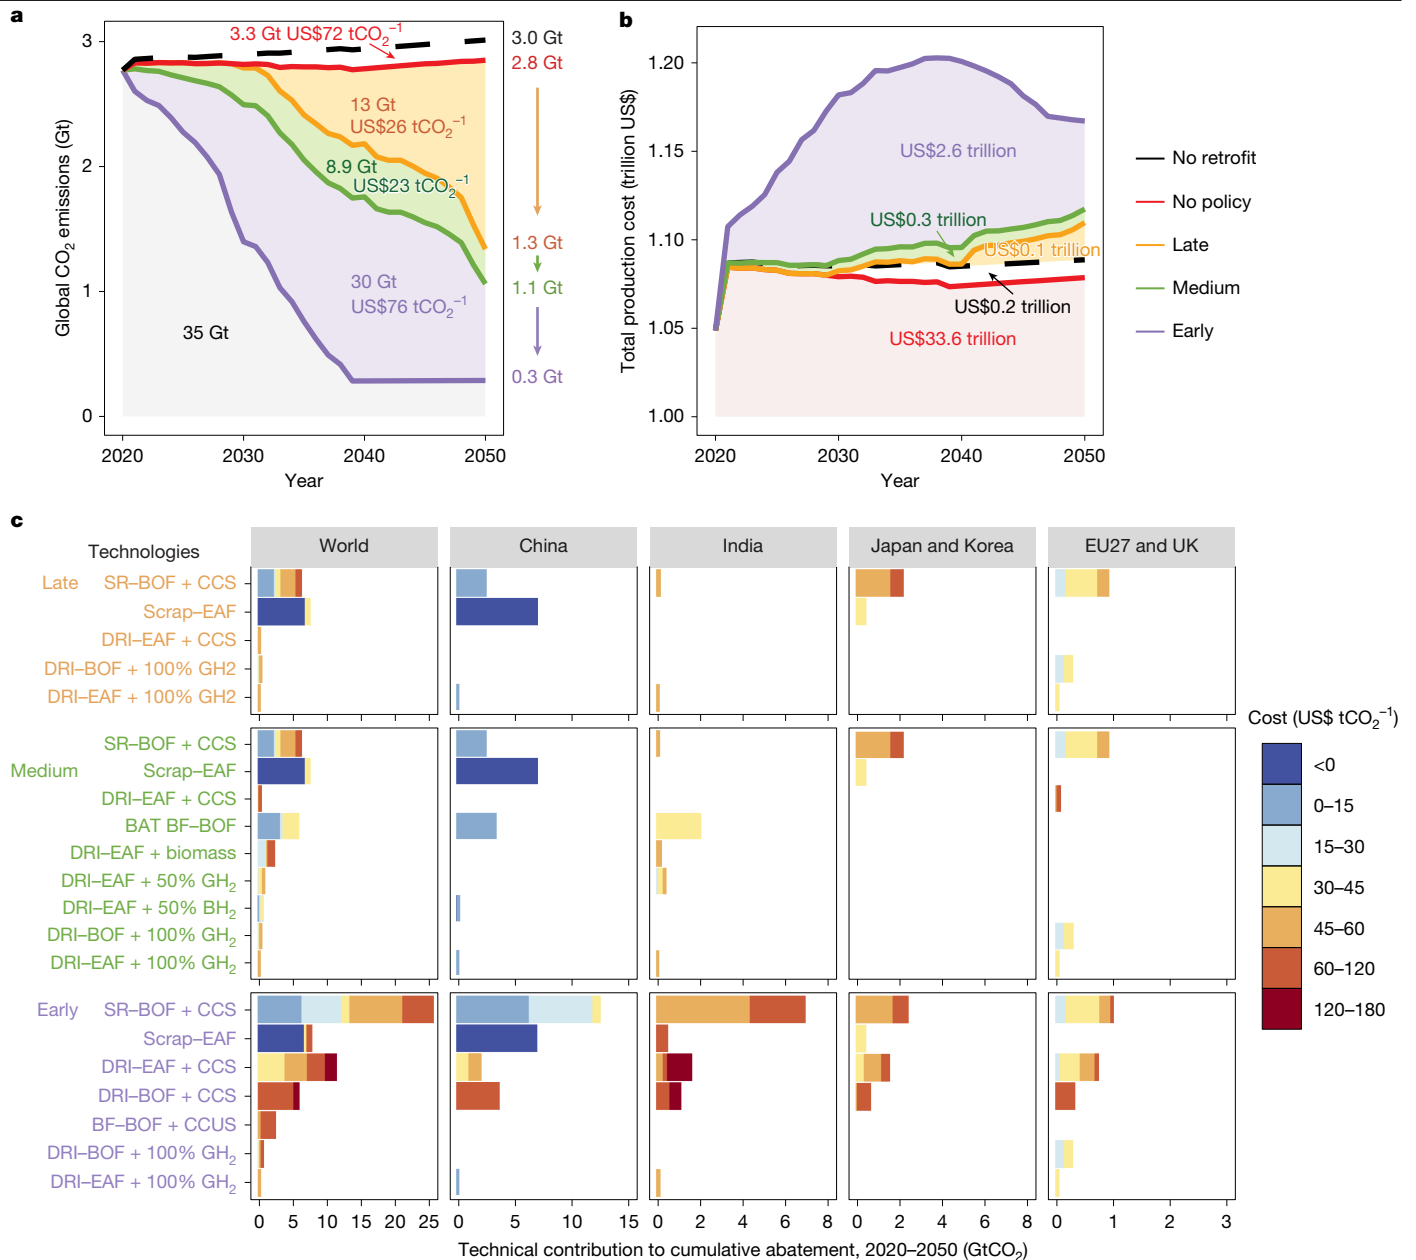 a
Global CO2 emissions (Gt)
3
2
1
0
3.3 Gt US$72 tCO2−1
13 Gt
US$26 tCO2−1
8.9 Gt
US$23 tCO2−1
30 Gt
US$76 tCO2−1
35 Gt
3.0 Gt
2.8 Gt
1.3 Gt
1.1 Gt
0.3 Gt
2020 2030 2040 2050
Year
b
Total production cost (trillion US$)
1.20
1.15
1.10
1.05
1.00
US$2.6 trillion
US$0.3 trillion
US$0.1 trillion
US$0.2 trillion
US$33.6 trillion
2020 2030 2040 2050
Year
No retrofit
No policy
Late
Medium
Early
c
Technologies World China India Japan and Korea EU27 and UK
Late SR–BOF + CCS
Scrap–EAF
DRI–EAF + CCS
DRI–BOF + 100% GH2
DRI–EAF + 100% GH2
SR–BOF + CCS
Medium Scrap–EAF
DRI–EAF + CCS
BAT BF–BOF
DRI–EAF + biomass
DRI–EAF + 50% GH2
DRI–EAF + 50% BH2
DRI–BOF + 100% GH2
DRI–EAF + 100% GH2
Early SR–BOF + CCS
Scrap–EAF
DRI–EAF + CCS
DRI–BOF + CCS
BF–BOF + CCUS
DRI–BOF + 100% GH2
DRI–EAF + 100% GH2
0 5 10 15 20 25 0 5 10 15 0 2 4 6 8 0 2 4 6 8 0 1 2 3
Technical contribution to cumulative abatement, 2020–2050 (GtCO2)
Cost (US$ tCO2−1)
<0
0–15
15–30
30–45
45–60
60–120
120–180